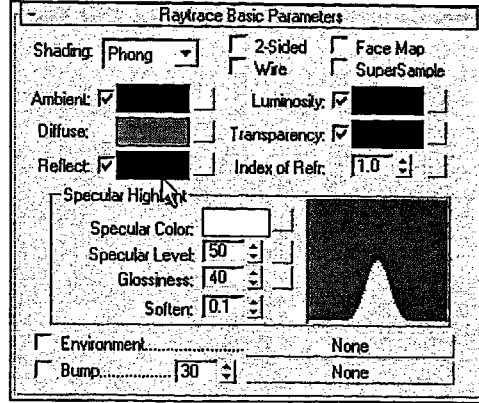 Raytrace Basic Parameters
Shading: Phong 2-Sided Face Map
Wire SuperSample
Ambient: Luminosity:
Diffuse: Transparency:
Reflect: Index of Refr.: 1.0
Specular Highlight
Specular Color:
Specular Level: 50
Glossiness: 40
Soften: 0.1
Environment.................... None
Bump.............. 30 None